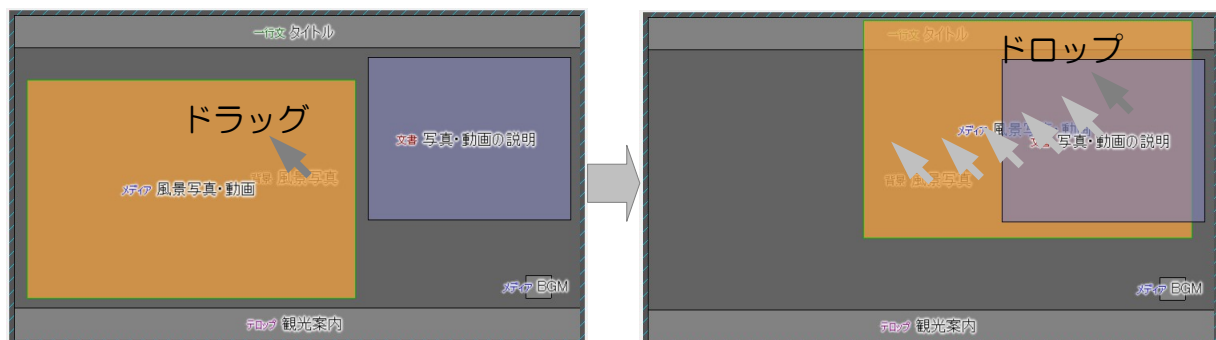 一行文 タイトル
ドラッグ
文書 写真・動画の説明
背景 風景写真
メディア 風景写真・動画
メディア BGM
テロップ 観光案内
一行文 タイトル
ドロップ
メディア 風景写真・動画
文書 写真・動画の説明
背景 風景写真
メディア BGM
テロップ 観光案内